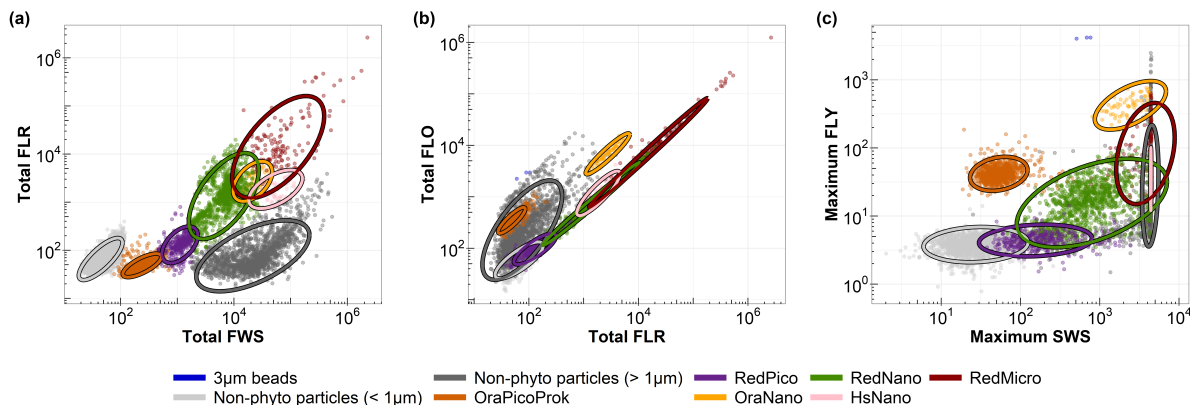 (a)
10^6
10^4
10^2
Total FLR
10^2
10^4
10^6
Total FWS
(b)
10^6
10^4
10^2
Total FLO
10^2
10^4
10^6
Total FLR
(c)
10^3
10^2
10^1
10^0
Maximum FLY
10^1
10^2
10^3
10^4
Maximum SWS
3μm beads
Non-phyto particles (> 1μm)
RedPico
RedNano
RedMicro
Non-phyto particles (< 1μm)
OraPicoProk
OraNano
HsNano